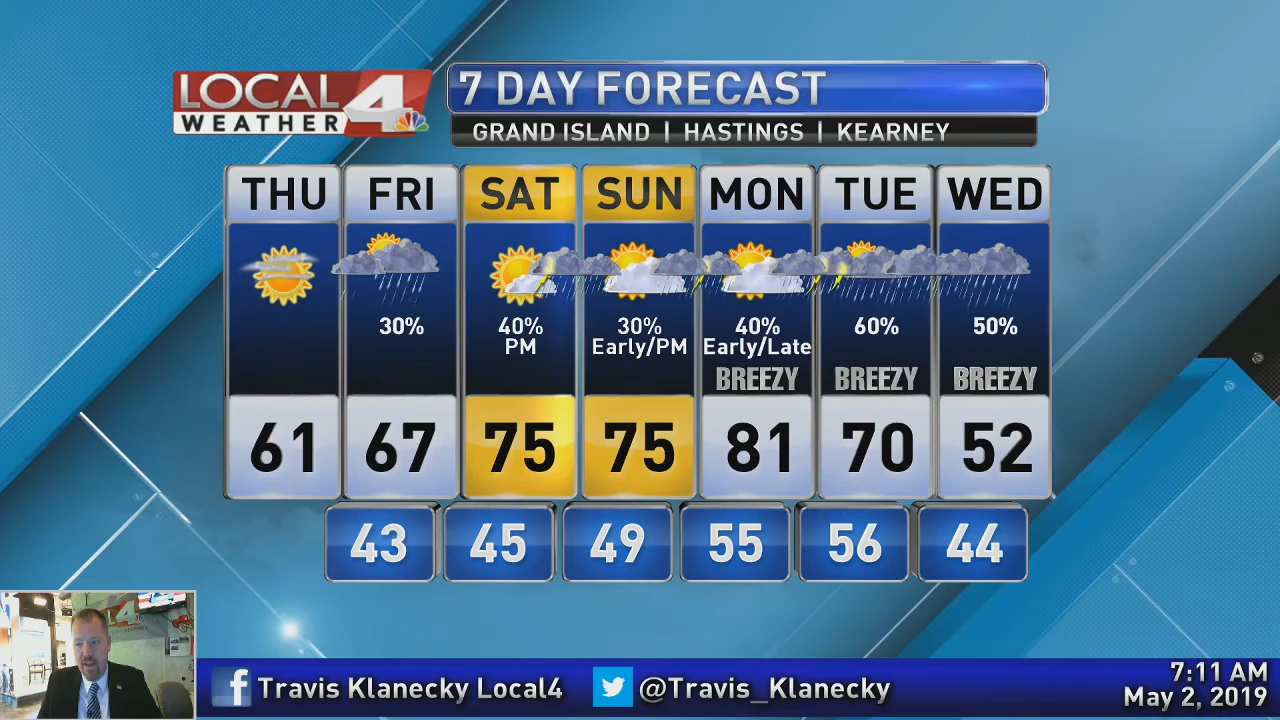 LOCAL 4
WEATHER
7 DAY FORECAST
GRAND ISLAND | HASTINGS | KEARNEY
THU FRI SAT SUN MON TUE WED
30% 40% 30% 40% 60% 50%
PM Early/PM Early/Late
BREEZY BREEZY BREEZY
61 67 75 75 81 70 52
43 45 49 55 56 44
4
f Travis Klanecky Local4 @Travis_Klanecky
7:11 AM
May 2, 2019